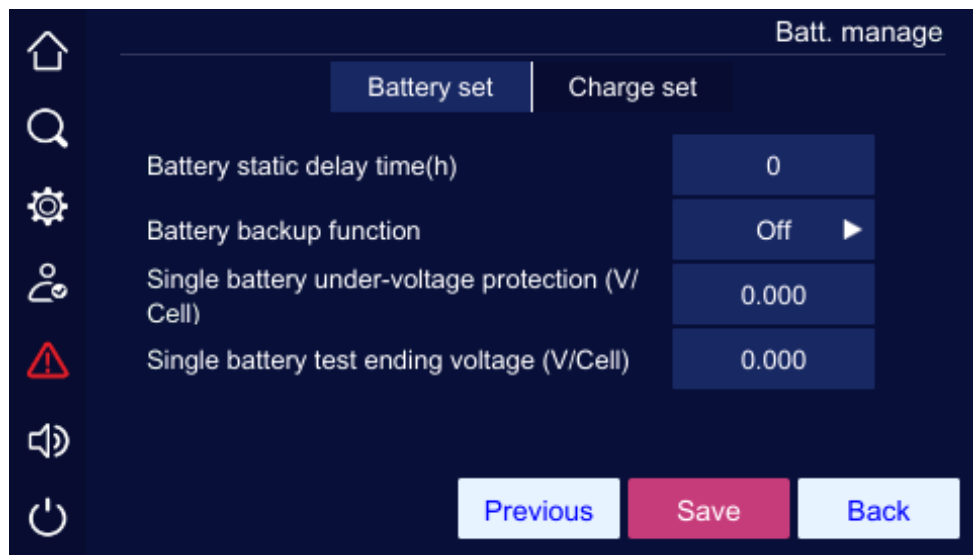 Batt. manage
Battery set
Charge set
Battery static delay time(h)
0
Battery backup function
Off
Single battery under-voltage protection (V/
Cell)
0.000
Single battery test ending voltage (V/Cell)
0.000
Previous
Save
Back